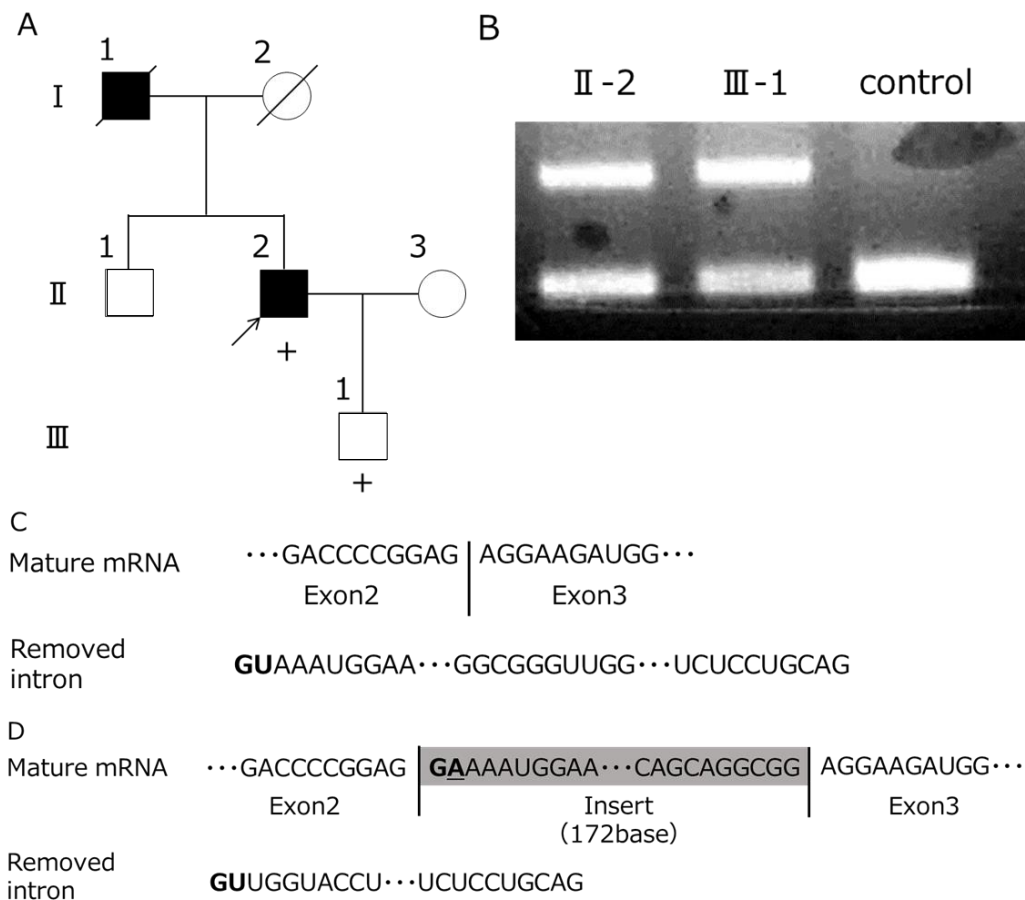 A
1 2
I
1 2 3
Ⅱ
+
1
Ⅲ
+
B
Ⅱ-2 Ⅲ-1 control
C
Mature mRNA ···GACCCCGGAG AGGAAGAUGG···
Exon2 Exon3
Removed intron GUAAAUGGAA···GGCGGGUUGG···UCUCCUGCAG
D
Mature mRNA ···GACCCCGGAG GAAAAUGGAA···CAGCAGGCGG AGGAAGAUGG···
Exon2 Insert Exon3
(172base)
Removed intron GUUGGUACCU···UCUCCUGCAG